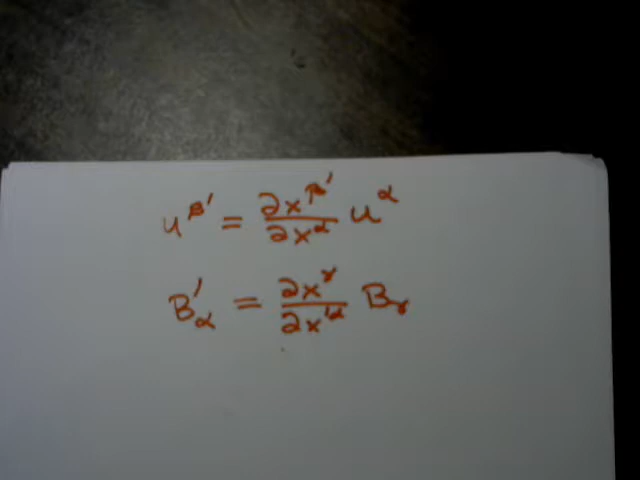 u^β' = ∂x^β'/∂x^α u^α
B'_α = ∂x^γ/∂x'^α B_γ